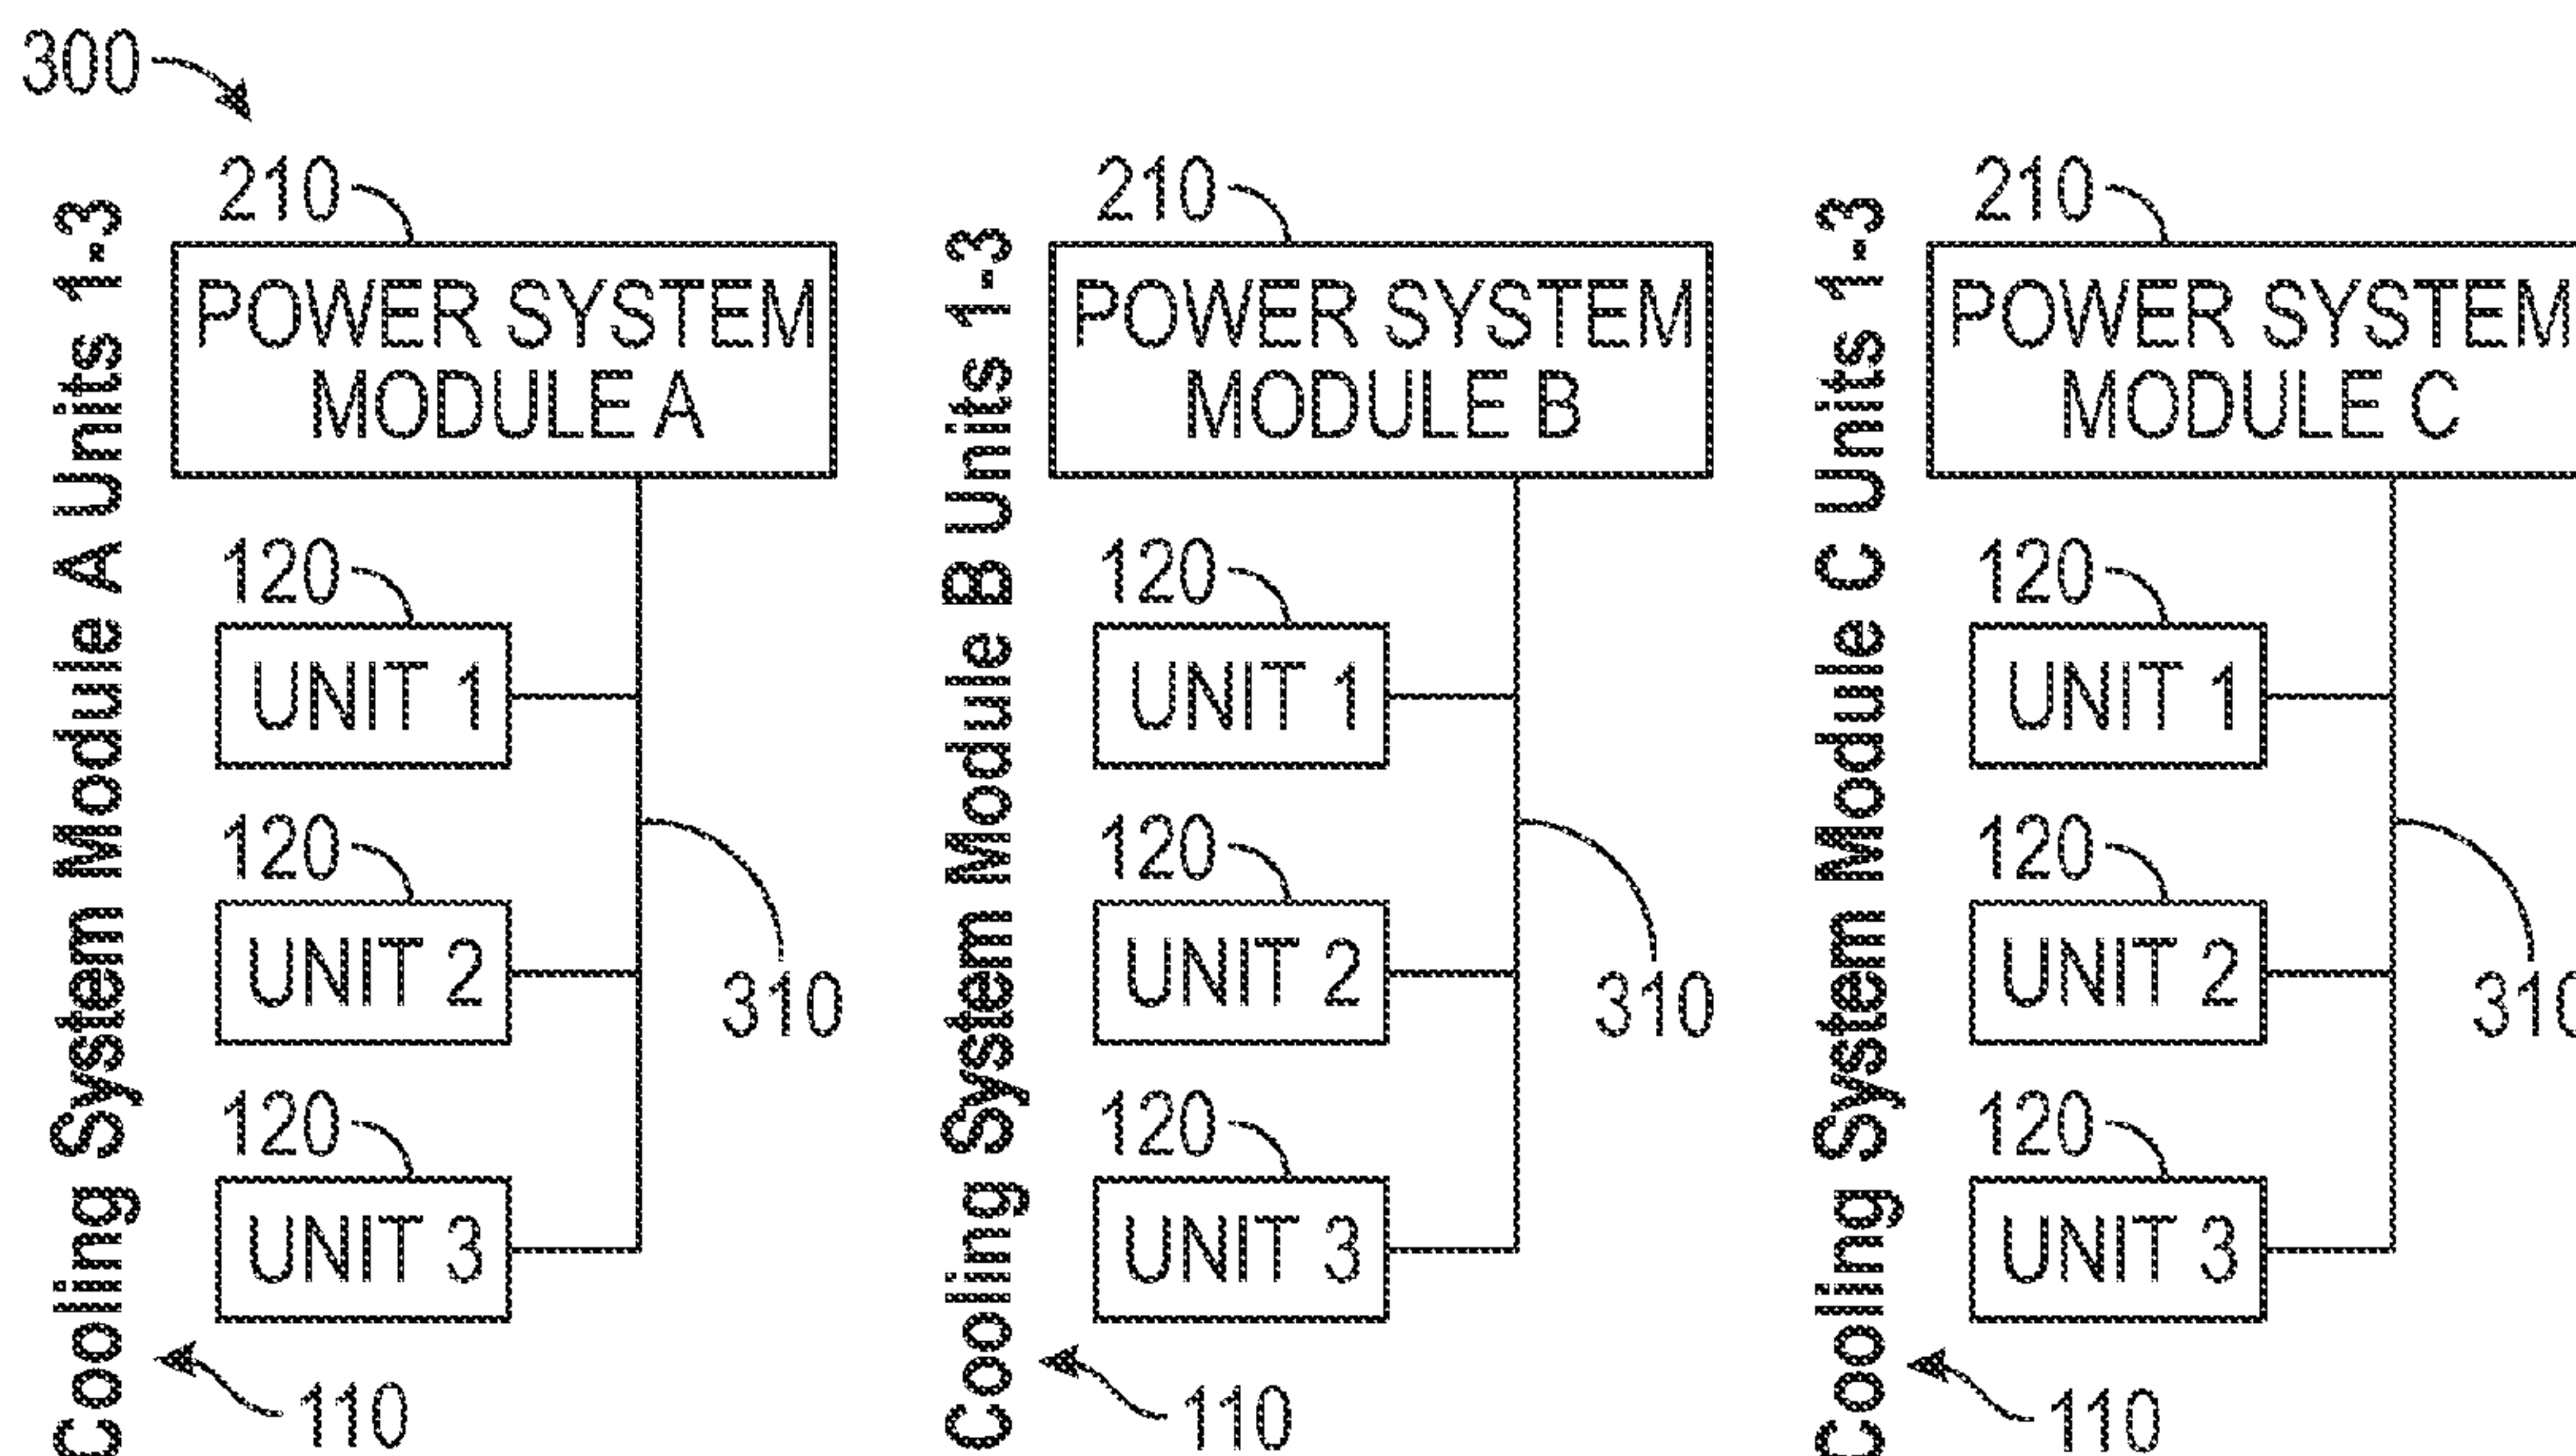 300
Cooling System Module A Units 1-3
210
POWER SYSTEM
MODULE A
120
UNIT 1
120
UNIT 2
310
120
UNIT 3
110
Cooling System Module B Units 1-3
210
POWER SYSTEM
MODULE B
120
UNIT 1
120
UNIT 2
310
120
UNIT 3
110
Cooling System Module C Units 1-3
210
POWER SYSTEM
MODULE C
120
UNIT 1
120
UNIT 2
310
120
UNIT 3
110